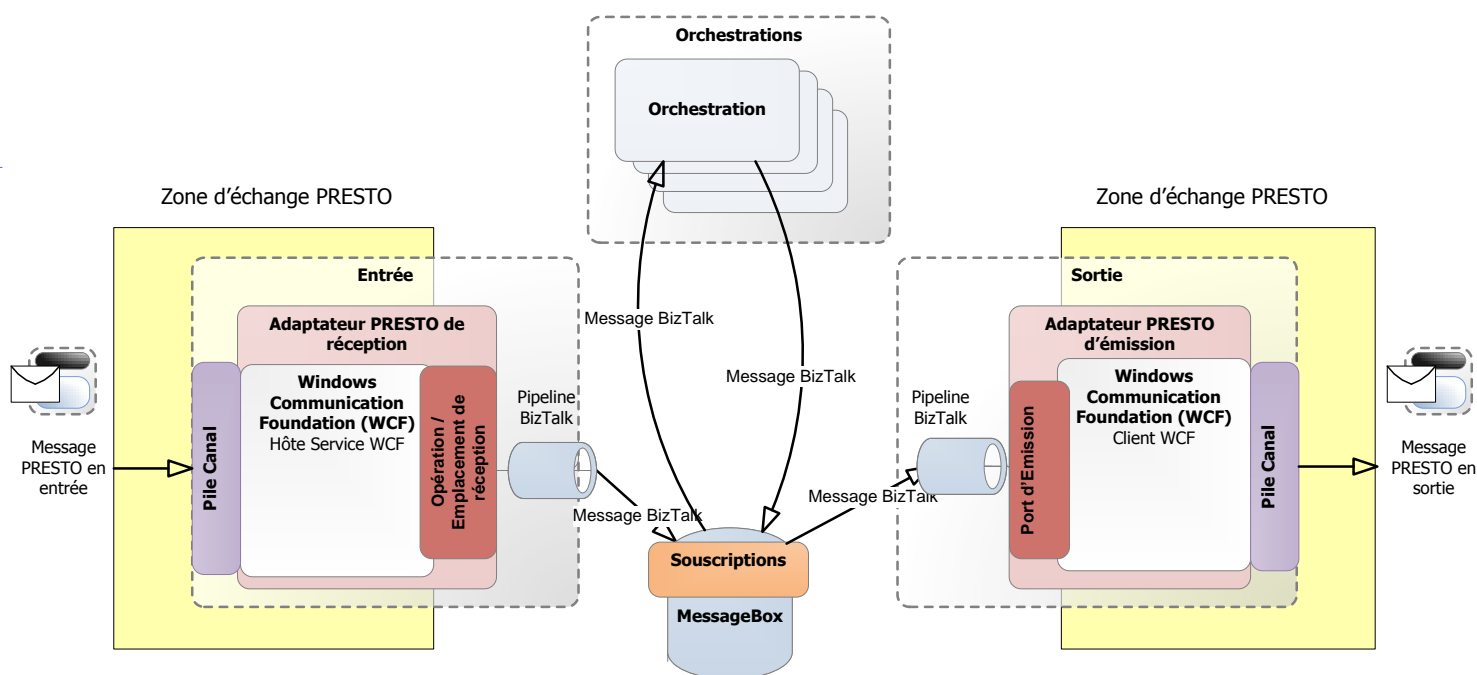 Orchestrations
Orchestration
Zone d'échange PRESTO
Zone d'échange PRESTO
Entrée
Sortie
Adaptateur PRESTO de
réception
Adaptateur PRESTO
d'émission
Message BizTalk
Message BizTalk
Windows
Communication
Foundation (WCF)
Hôte Service WCF
Windows
Communication
Foundation (WCF)
Client WCF
Pipeline
BizTalk
Pipeline
BizTalk
Message
PRESTO en
entrée
Message
PRESTO en
sortie
Pile Canal
Opération /
Emplacement de
réception
Port d'Emission
Pile Canal
Message BizTalk
Message BizTalk
Souscriptions
MessageBox